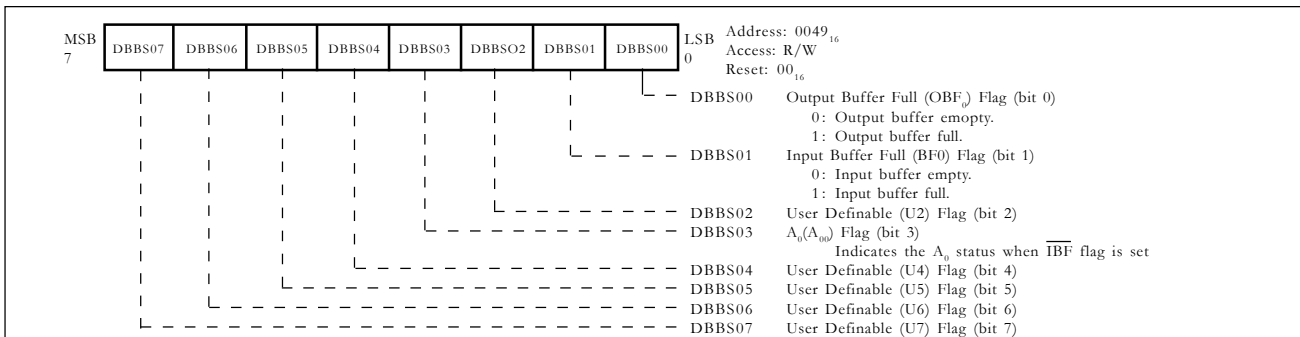 MSB
7
DBBS07 DBBS06 DBBS05 DBBS04 DBBS03 DBBSO2 DBBS01 DBBS00
LSB
0
Address: 0049₁₆
Access: R/W
Reset: 00₁₆
DBBS00 Output Buffer Full (OBF₀) Flag (bit 0)
0: Output buffer emopty.
1: Output buffer full.
DBBS01 Input Buffer Full (BF0) Flag (bit 1)
0: Input buffer empty.
1: Input buffer full.
DBBS02 User Definable (U2) Flag (bit 2)
DBBS03 A₀(A₀₀) Flag (bit 3)
Indicates the A₀ status when I̅B̅F̅ flag is set
DBBS04 User Definable (U4) Flag (bit 4)
DBBS05 User Definable (U5) Flag (bit 5)
DBBS06 User Definable (U6) Flag (bit 6)
DBBS07 User Definable (U7) Flag (bit 7)